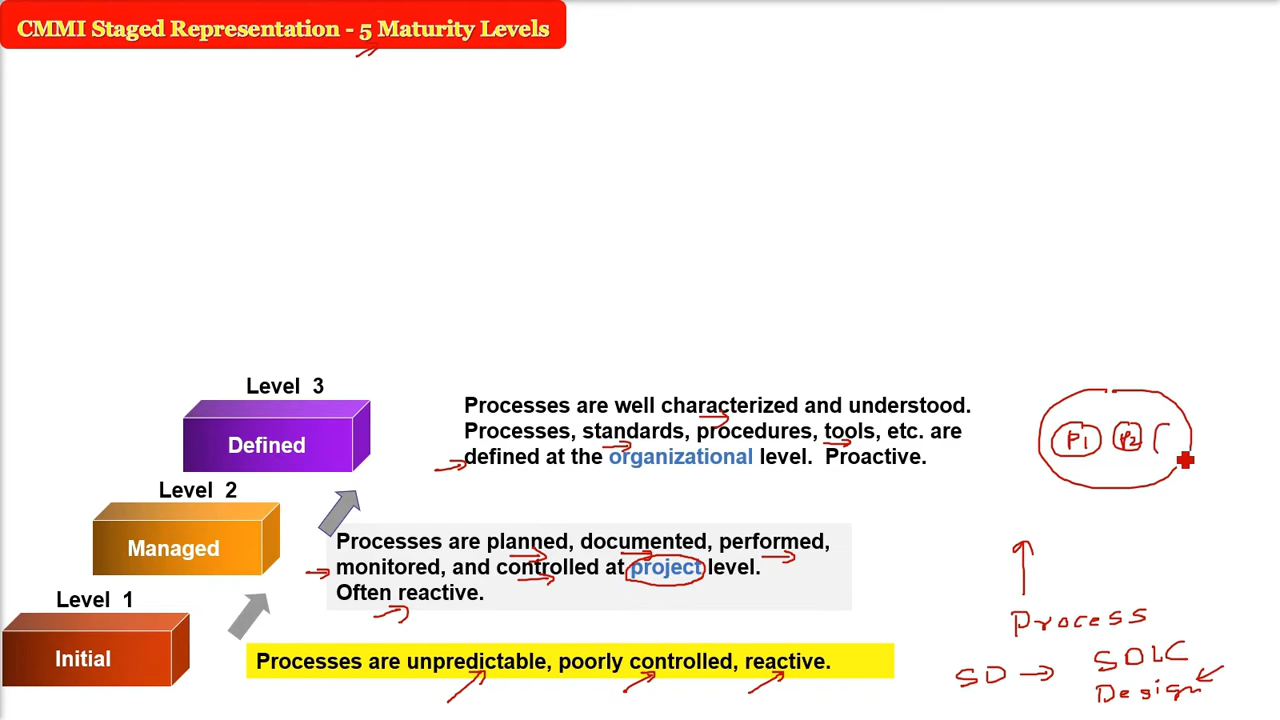 CMMI Staged Representation - 5 Maturity Levels
Level 3
Defined
Processes are well characterized and understood.
Processes, standards, procedures, tools, etc. are
defined at the organizational level. Proactive.
P1 P2
Level 2
Managed
Processes are planned, documented, performed,
monitored, and controlled at project level.
Often reactive.
Level 1
Initial
Processes are unpredictable, poorly controlled, reactive.
Process
SD → SDLC
Design